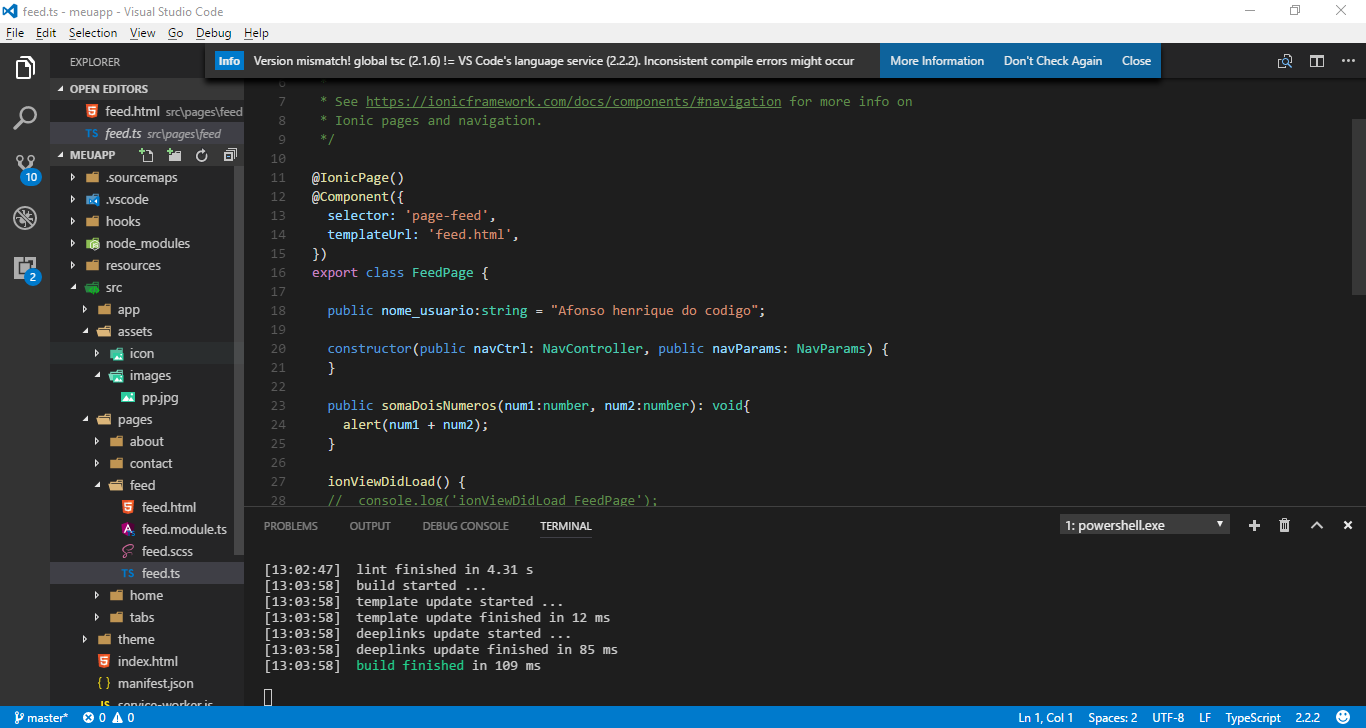 feed.ts - meuapp - Visual Studio Code
File Edit Selection View Go Debug Help
Info Version mismatch! global tsc (2.1.6) != VS Code's language service (2.2.2). Inconsistent compile errors might occur More Information Don't Check Again Close
EXPLORER
OPEN EDITORS
feed.html src\pages\feed
TS feed.ts src\pages\feed
MEUAPP
.sourcemaps
.vscode
hooks
node_modules
resources
src
app
assets
icon
images
pp.jpg
pages
about
contact
feed
feed.html
feed.module.ts
feed.scss
TS feed.ts
home
tabs
theme
index.html
{ } manifest.json
JS service-worker.js
10
2
6 *
7 * See https://ionicframework.com/docs/components/#navigation for more info on
8 * Ionic pages and navigation.
9 */
10
11 @IonicPage()
12 @Component({
13 selector: 'page-feed',
14 templateUrl: 'feed.html',
15 })
16 export class FeedPage {
17
18 public nome_usuario:string = "Afonso henrique do codigo";
19
20 constructor(public navCtrl: NavController, public navParams: NavParams) {
21 }
22
23 public somaDoisNumeros(num1:number, num2:number): void{
24 alert(num1 + num2);
25 }
26
27 ionViewDidLoad() {
28 // console.log('ionViewDidLoad FeedPage');
PROBLEMS OUTPUT DEBUG CONSOLE TERMINAL 1: powershell.exe
[13:02:47] lint finished in 4.31 s
[13:03:58] build started ...
[13:03:58] template update started ...
[13:03:58] template update finished in 12 ms
[13:03:58] deeplinks update started ...
[13:03:58] deeplinks update finished in 85 ms
[13:03:58] build finished in 109 ms
master* 0 0 Ln 1, Col 1 Spaces: 2 UTF-8 LF TypeScript 2.2.2